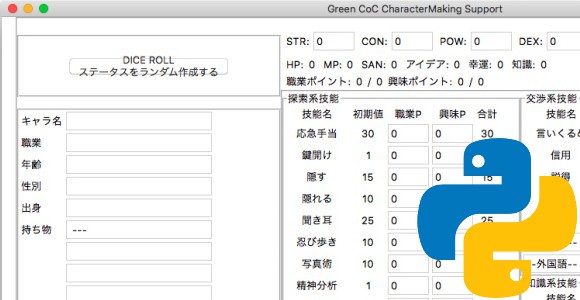 Green CoC CharacterMaking Support
DICE ROLL
ステータスをランダム作成する
STR: 0 CON: 0 POW: 0 DEX: 0
HP: 0 MP: 0 SAN: 0 アイデア: 0 幸運: 0 知識: 0
職業ポイント: 0 / 0 興味ポイント: 0 / 0
キャラ名
職業
年齢
性別
出身
持ち物 ---
探索系技能
技能名 初期値 職業P 興味P 合計
応急手当 30 0 0 30
鍵開け 1 0 0 1
隠す 15 0 0 15
隠れる 10 0 0
聞き耳 25 0 0 25
忍び歩き 10 0 0
写真術 10 0 0
精神分析 1 0 0
交渉系技能
技能名
言いくるめ
信用
説得
--外国語--
知識系技能
技能名